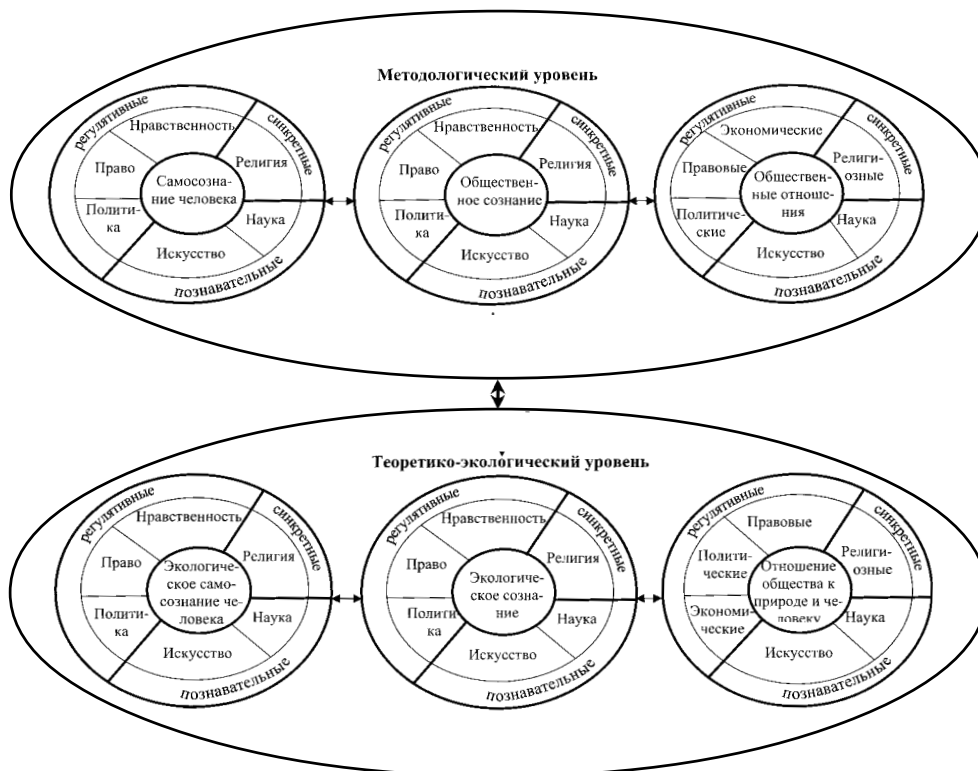 Методологический уровень
регулятивные
Нравственность
синкретные
Право
Религия
Самосозна-
ние человека
Полити-
ка
Наука
Искусство
познавательные
регулятивные
Нравственность
синкретные
Право
Религия
Обществен-
ное сознание
Полити-
ка
Наука
Искусство
познавательные
регулятивные
Экономические
синкретные
Правовые
Религи-
озные
Обществен-
ные отноше-
ния
Политиче-
ские
Наука
Искусство
познавательные
Теоретико-экологический уровень
регулятивные
Нравственность
синкретные
Право
Религия
Экологиче-
ское само-
сознание че-
ловека
Полити-
ка
Наука
Искусство
познавательные
регулятивные
Нравственность
синкретные
Право
Религия
Экологиче-
ское созна-
ние
Полити-
ка
Наука
Искусство
познавательные
регулятивные
Правовые
синкретные
Полити-
ческие
Религи-
озные
Отношение
общества к
природе и че-
ловеку
Экономи-
ческие
Наука
Искусство
познавательные